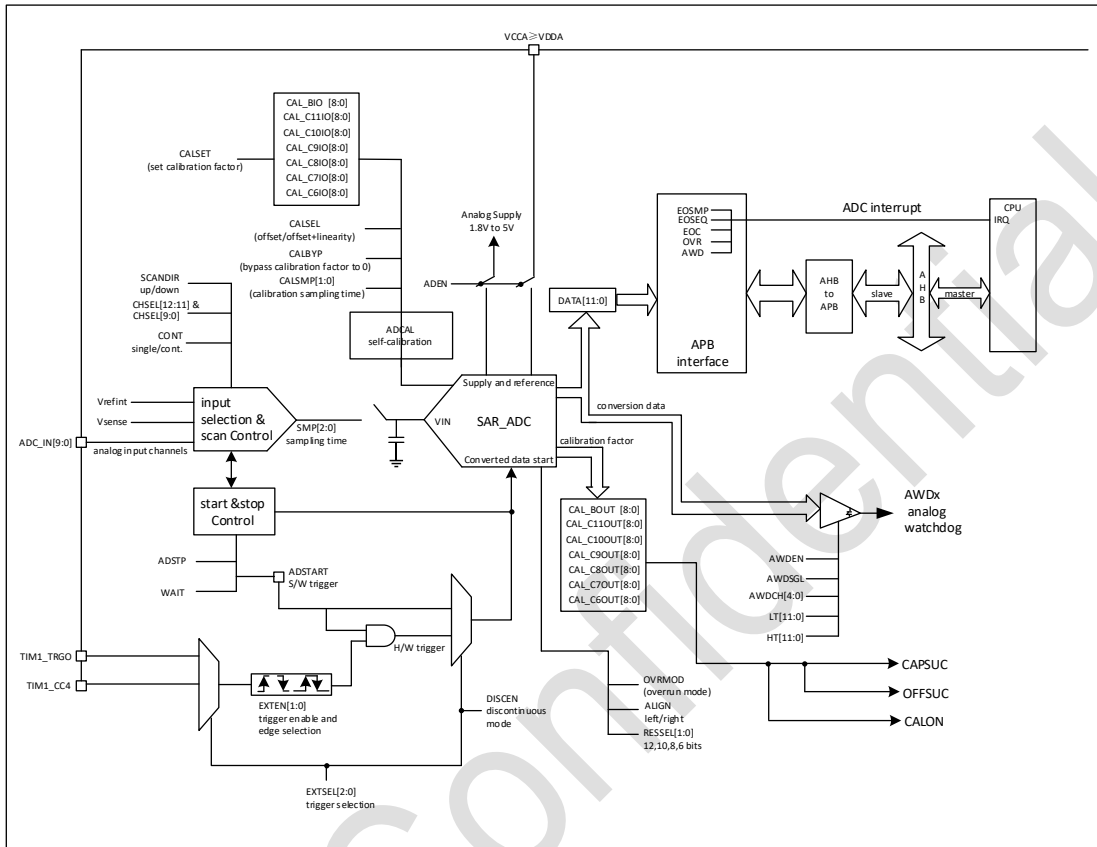 VCCA≥VDDA
CAL_BIO [8:0]
CAL_C11IO[8:0]
CAL_C10IO[8:0]
CAL_C9IO[8:0]
CAL_C8IO[8:0]
CAL_C7IO[8:0]
CAL_C6IO[8:0]
CALSET
(set calibration factor)
CALSEL
(offset/offset+linearity)
CALBYP
(bypass calibration factor to 0)
CALSMP[1:0]
(calibration sampling time)
Analog Supply
1.8V to 5V
ADEN
SCANDIR
up/down
CHSEL[12:11] &
CHSEL[9:0]
CONT
single/cont.
ADCAL
self-calibration
DATA[11:0]
EOSMP
EOSEQ
EOC
OVR
AWD
APB
interface
ADC interrupt
CPU
IRQ
AHB
to
APB
slave
A
H
B
master
Vrefint
Vsense
ADC_IN[9:0]
analog input channels
input
selection &
scan Control
SMP[2:0]
sampling time
Supply and reference
VIN
SAR_ADC
Converted data start
conversion data
calibration factor
start &stop
Control
CAL_BOUT [8:0]
CAL_C11OUT[8:0]
CAL_C10OUT[8:0]
CAL_C9OUT[8:0]
CAL_C8OUT[8:0]
CAL_C7OUT[8:0]
CAL_C6OUT[8:0]
AWDx
analog
watchdog
AWDEN
AWDSGL
AWDCH[4:0]
LT[11:0]
HT[11:0]
ADSTP
WAIT
ADSTART
S/W trigger
H/W trigger
TIM1_TRGO
TIM1_CC4
EXTEN[1:0]
trigger enable and
edge selection
DISCEN
discontinuous
mode
EXTSEL[2:0]
trigger selection
OVRMOD
(overrun mode)
ALIGN
left/right
RESSEL[1:0]
12,10,8,6 bits
CAPSUC
OFFSUC
CALON
Confidential